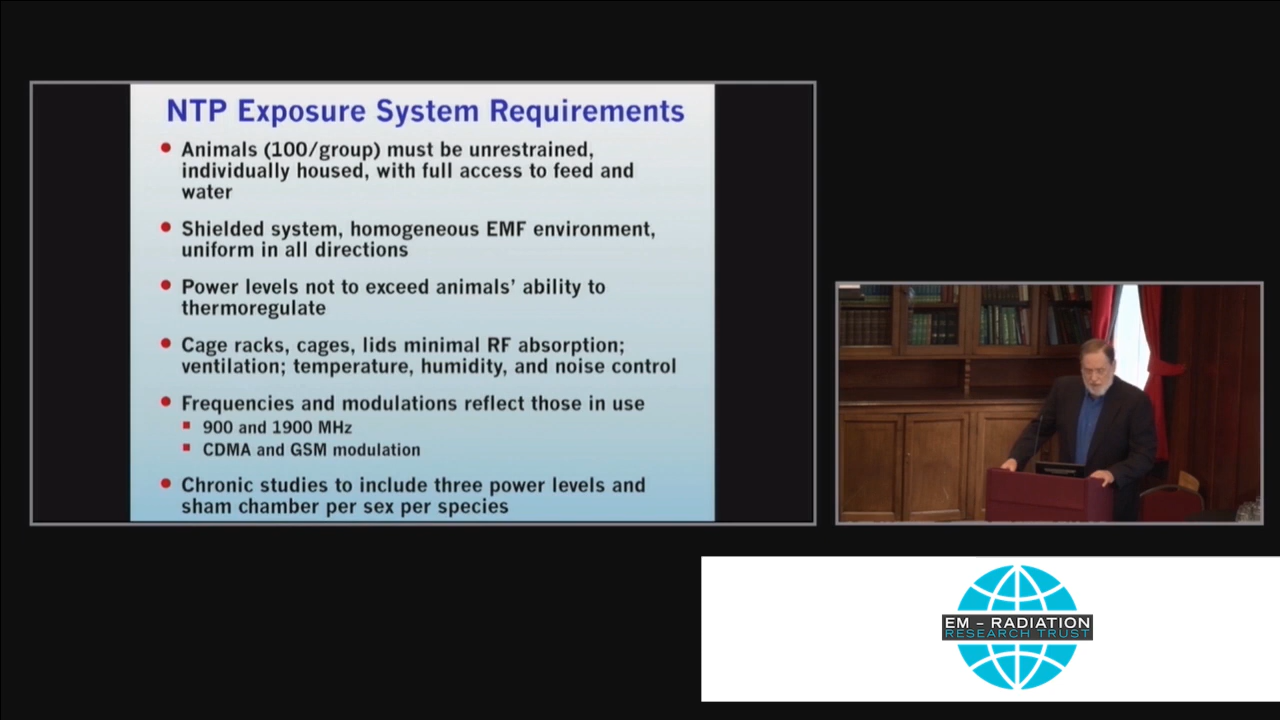 NTP Exposure System Requirements
Animals (100/group) must be unrestrained,
individually housed, with full access to feed and
water
Shielded system, homogeneous EMF environment,
uniform in all directions
Power levels not to exceed animals’ ability to
thermoregulate
Cage racks, cages, lids minimal RF absorption;
ventilation; temperature, humidity, and noise control
Frequencies and modulations reflect those in use
900 and 1900 MHz
CDMA and GSM modulation
Chronic studies to include three power levels and
sham chamber per sex per species
EM – RADIATION
RESEARCH TRUST